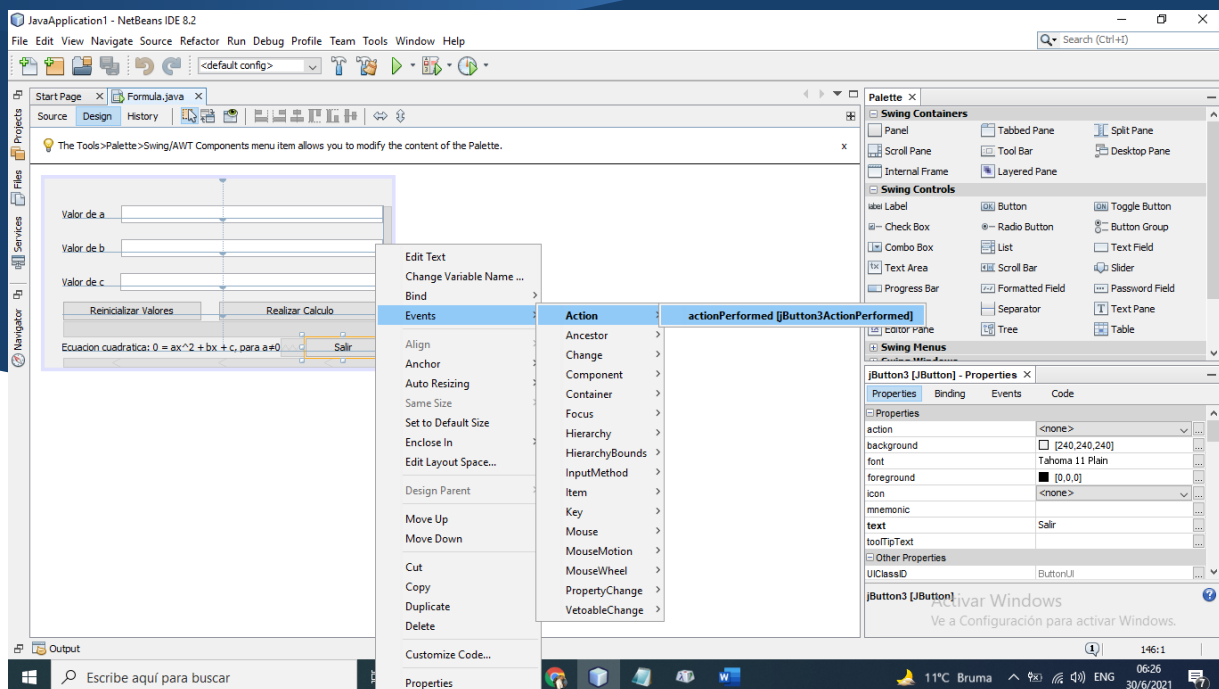 JavaApplication1 - NetBeans IDE 8.2
File Edit View Navigate Source Refactor Run Debug Profile Team Tools Window Help
Search (Ctrl+I)
<default config>
Start Page
Formula.java
Source Design History
The Tools>Palette>Swing/AWT Components menu item allows you to modify the content of the Palette.
x
Projects
Files
Services
Navigator
Valor de a
Valor de b
Valor de c
Reinicializar Valores Realizar Calculo
Ecuacion cuadratica: 0 = ax^2 + bx + c, para a≠0 Salir
Edit Text
Change Variable Name ...
Bind
Events
Align
Anchor
Auto Resizing
Same Size
Set to Default Size
Enclose In
Edit Layout Space...
Design Parent
Move Up
Move Down
Cut
Copy
Duplicate
Delete
Customize Code...
Properties
Action
Ancestor
Change
Component
Container
Focus
Hierarchy
HierarchyBounds
InputMethod
Item
Key
Mouse
MouseMotion
MouseWheel
PropertyChange
VetoableChange
actionPerformed [jButton3ActionPerformed]
Palette
Swing Containers
Panel Tabbed Pane Split Pane
Scroll Pane Tool Bar Desktop Pane
Internal Frame Layered Pane
Swing Controls
label Label OK Button ON Toggle Button
Check Box Radio Button Button Group
Combo Box List Text Field
Text Area Scroll Bar Slider
Progress Bar Formatted Field Password Field
Separator Text Pane
Editor Pane Tree Table
Swing Menus
Swing Windows
jButton3 [JButton] - Properties
Properties Binding Events Code
Properties
action <none>
background [240,240,240]
font Tahoma 11 Plain
foreground [0,0,0]
icon <none>
mnemonic
text Salir
toolTipText
Other Properties
UIClassID ButtonUI
jButton3 [JButton]
Activar Windows
Ve a Configuración para activar Windows.
Output
1
146:1
Escribe aquí para buscar
11°C Bruma
ENG
06:26
30/6/2021
7